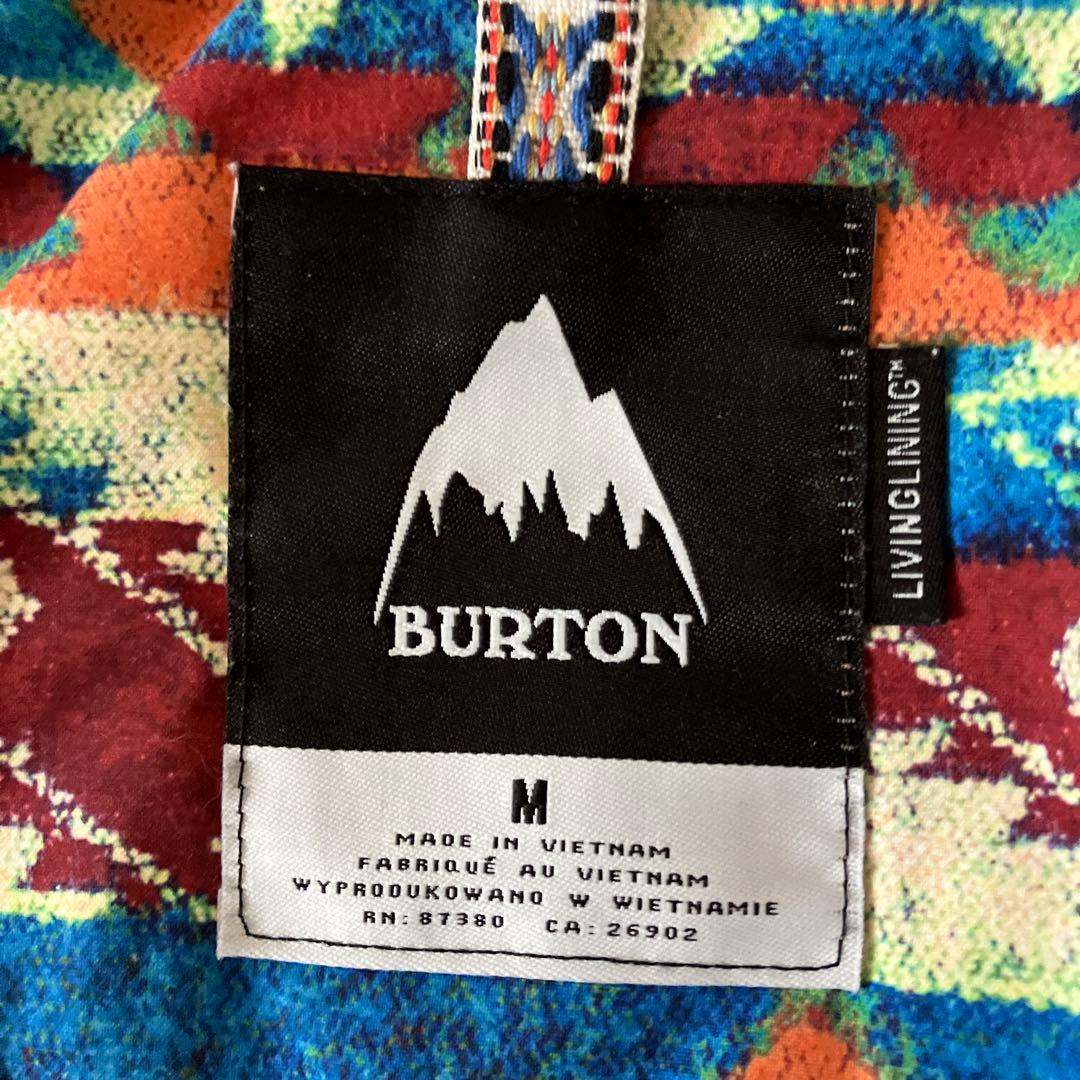 BURTON
LIVINGLINING™
M
MADE IN VIETNAM
FABRIQUÉ AU VIETNAM
WYPRODUKOWANO W WIETNAMIE
RN: 87380 CA: 26902